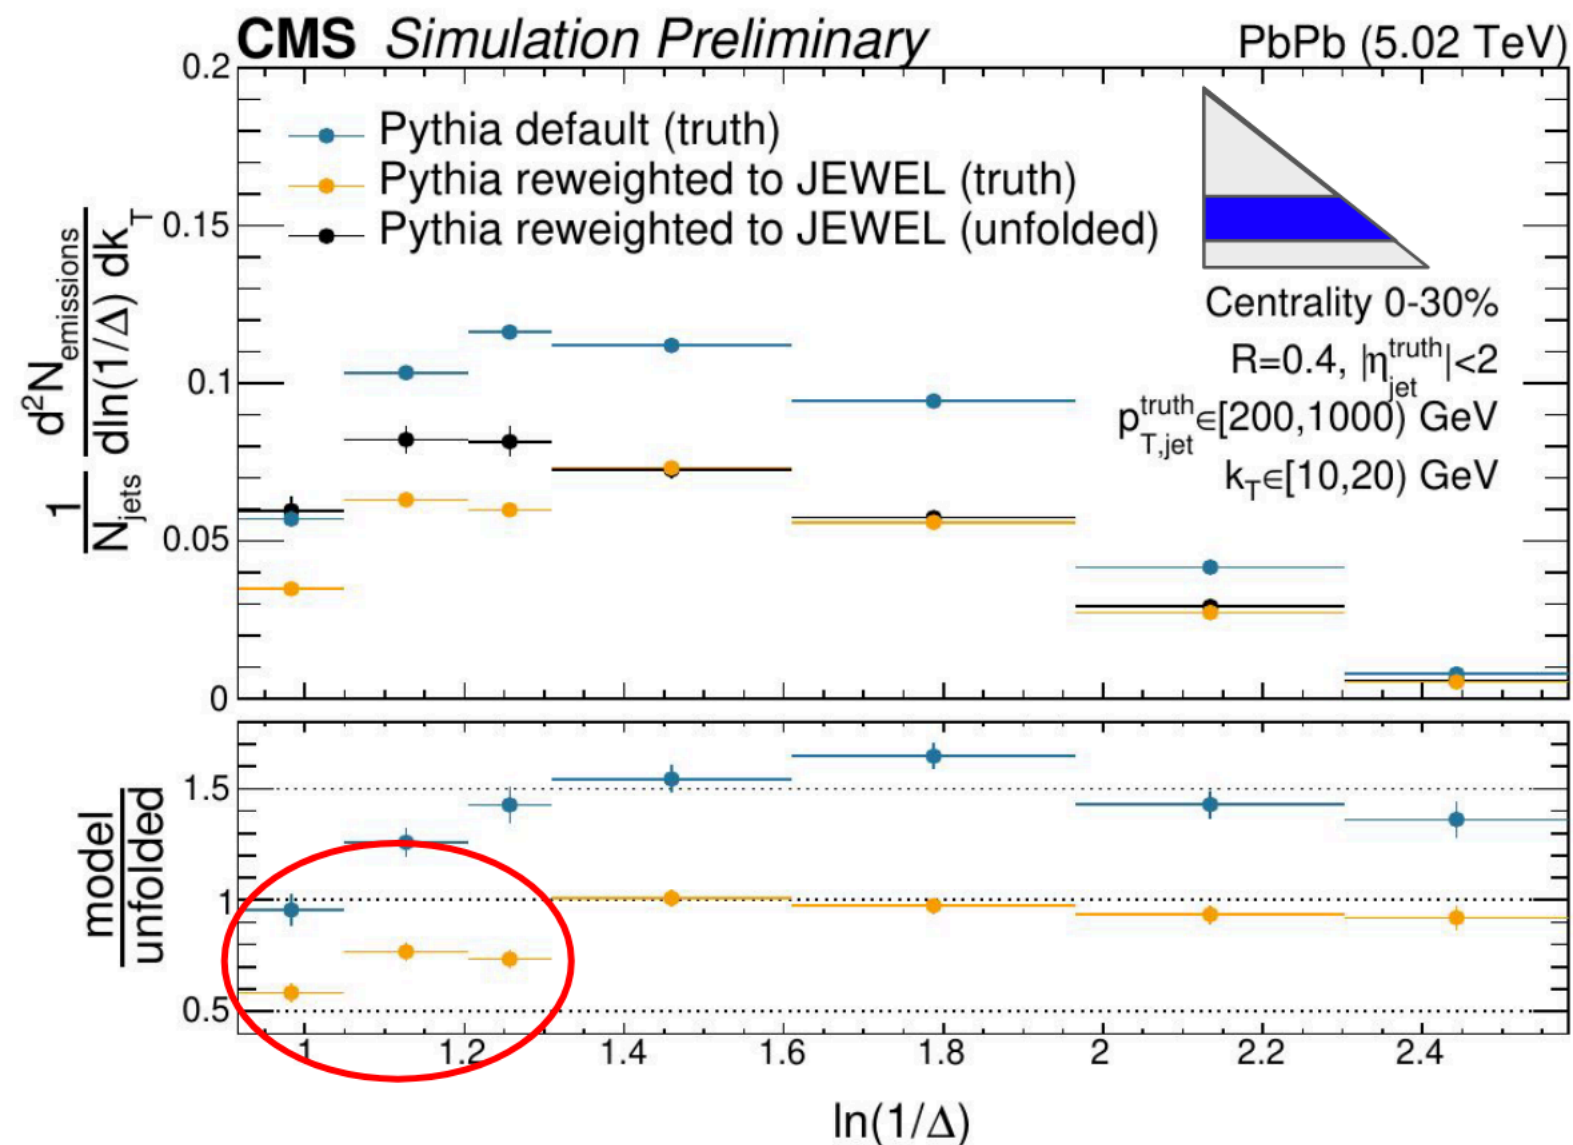 CMS Simulation Preliminary PbPb (5.02 TeV)
Pythia default (truth)
Pythia reweighted to JEWEL (truth)
Pythia reweighted to JEWEL (unfolded)
Centrality 0-30%
R=0.4, |η^truth_jet|<2
p^truth_T,jet∈[200,1000) GeV
k_T∈[10,20) GeV
1 d²N_emissions
N_jets dln(1/Δ) dk_T
0.2
0.15
0.1
0.05
0
model
unfolded
1.5
1
0.5
1 1.2 1.4 1.6 1.8 2 2.2 2.4
ln(1/Δ)